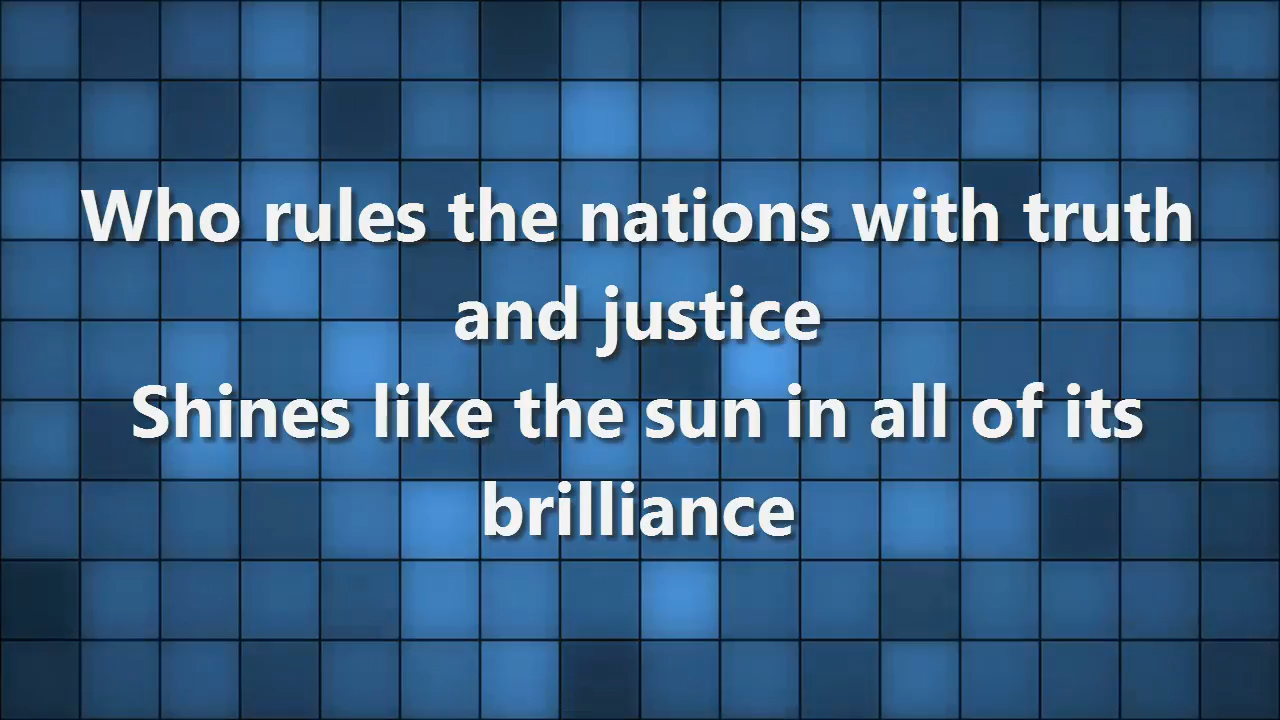 Who rules the nations with truth
and justice
Shines like the sun in all of its
brilliance